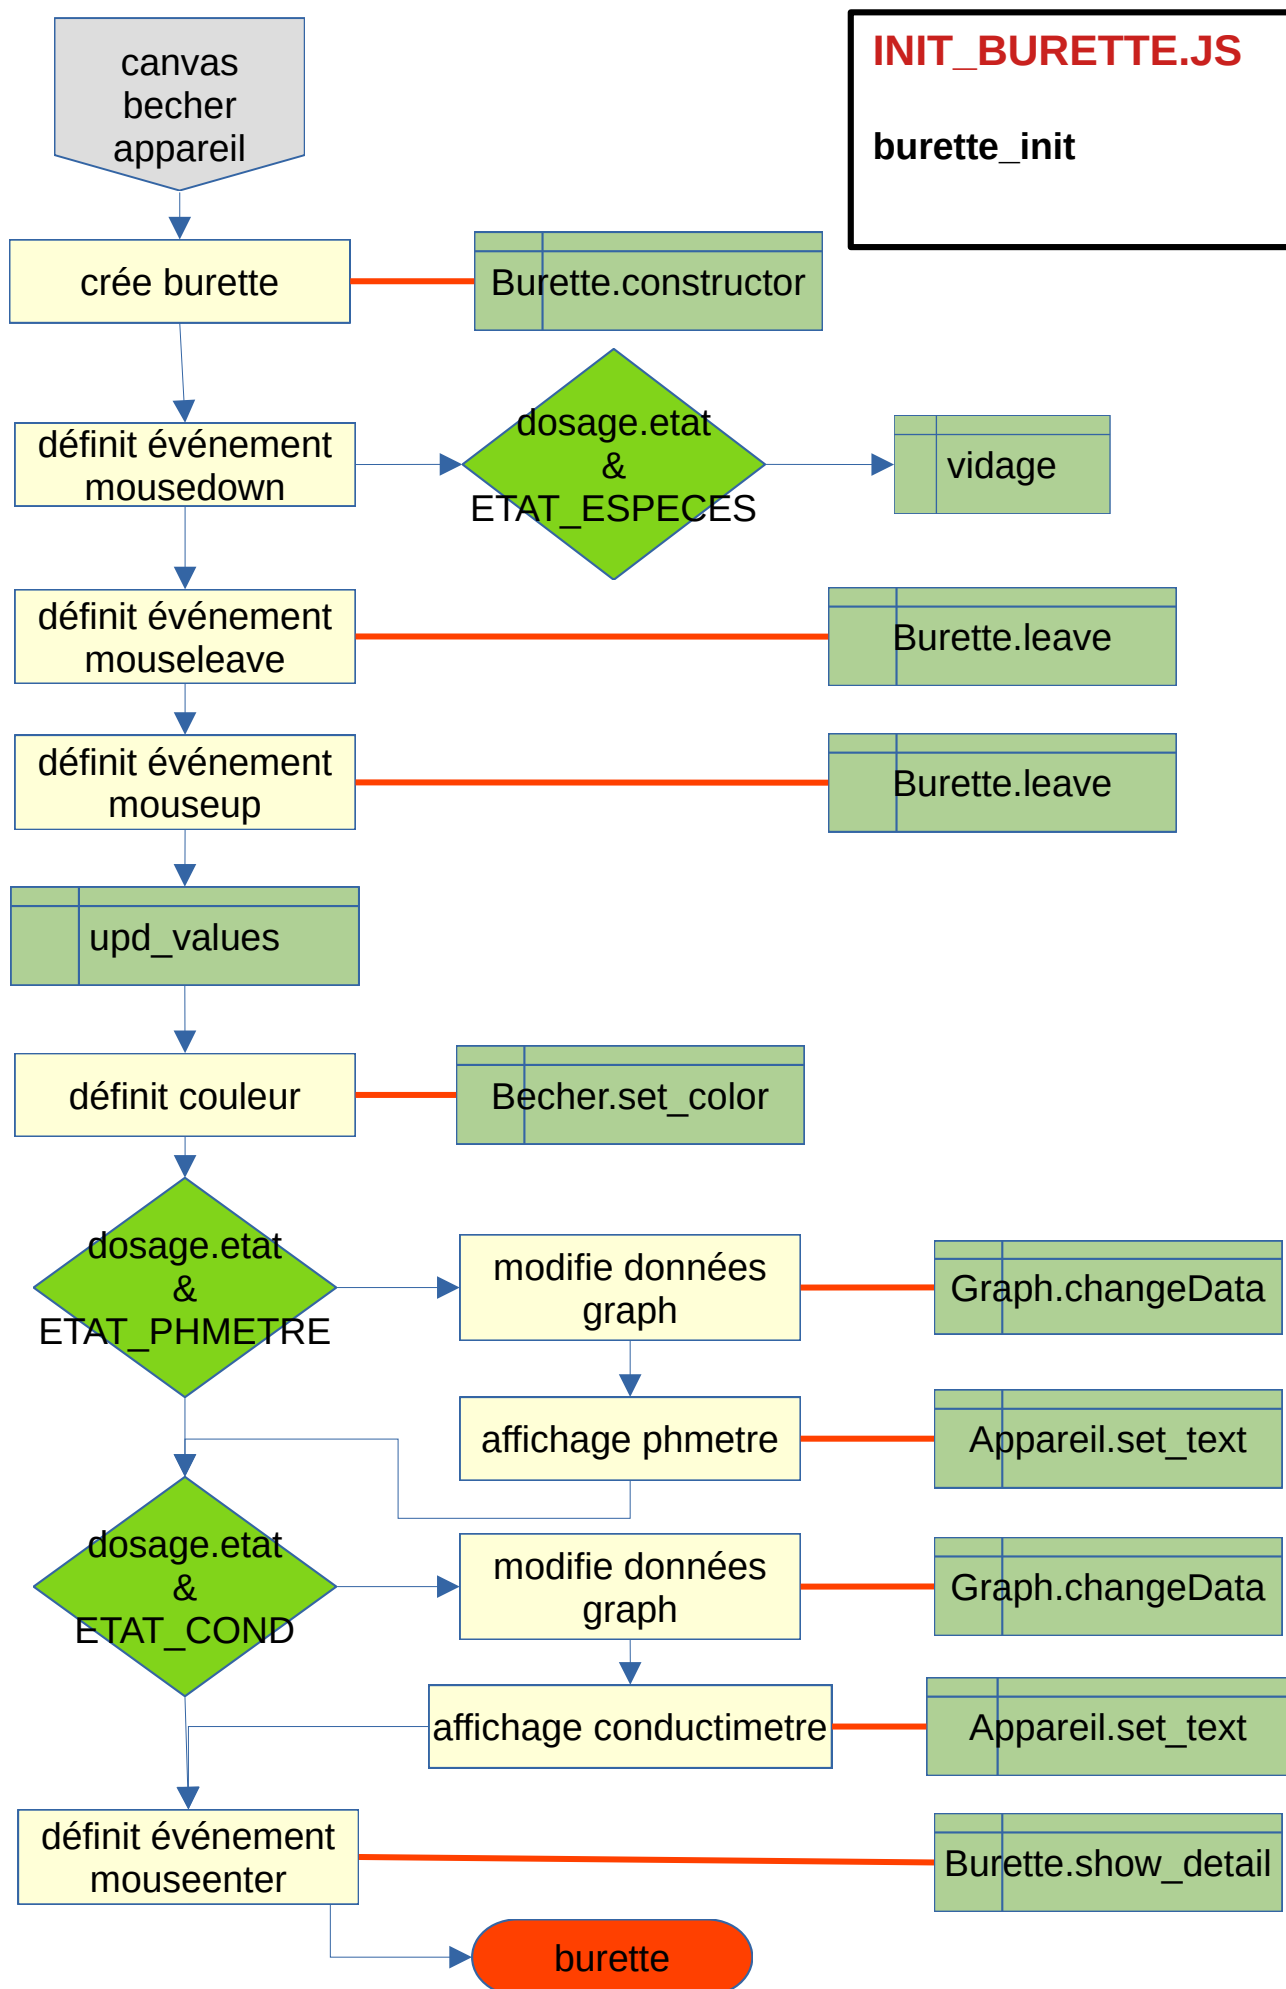 canvas
becher
appareil
INIT_BURETTE.JS
burette_init
crée burette
Burette.constructor
définit événement
mousedown
dosage.etat
&
ETAT_ESPECES
vidage
définit événement
mouseleave
Burette.leave
définit événement
mouseup
Burette.leave
upd_values
définit couleur
Becher.set_color
dosage.etat
&
ETAT_PHMETRE
modifie données
graph
Graph.changeData
affichage phmetre
Appareil.set_text
dosage.etat
&
ETAT_COND
modifie données
graph
Graph.changeData
affichage conductimetre
Appareil.set_text
définit événement
mouseenter
Burette.show_detail
burette